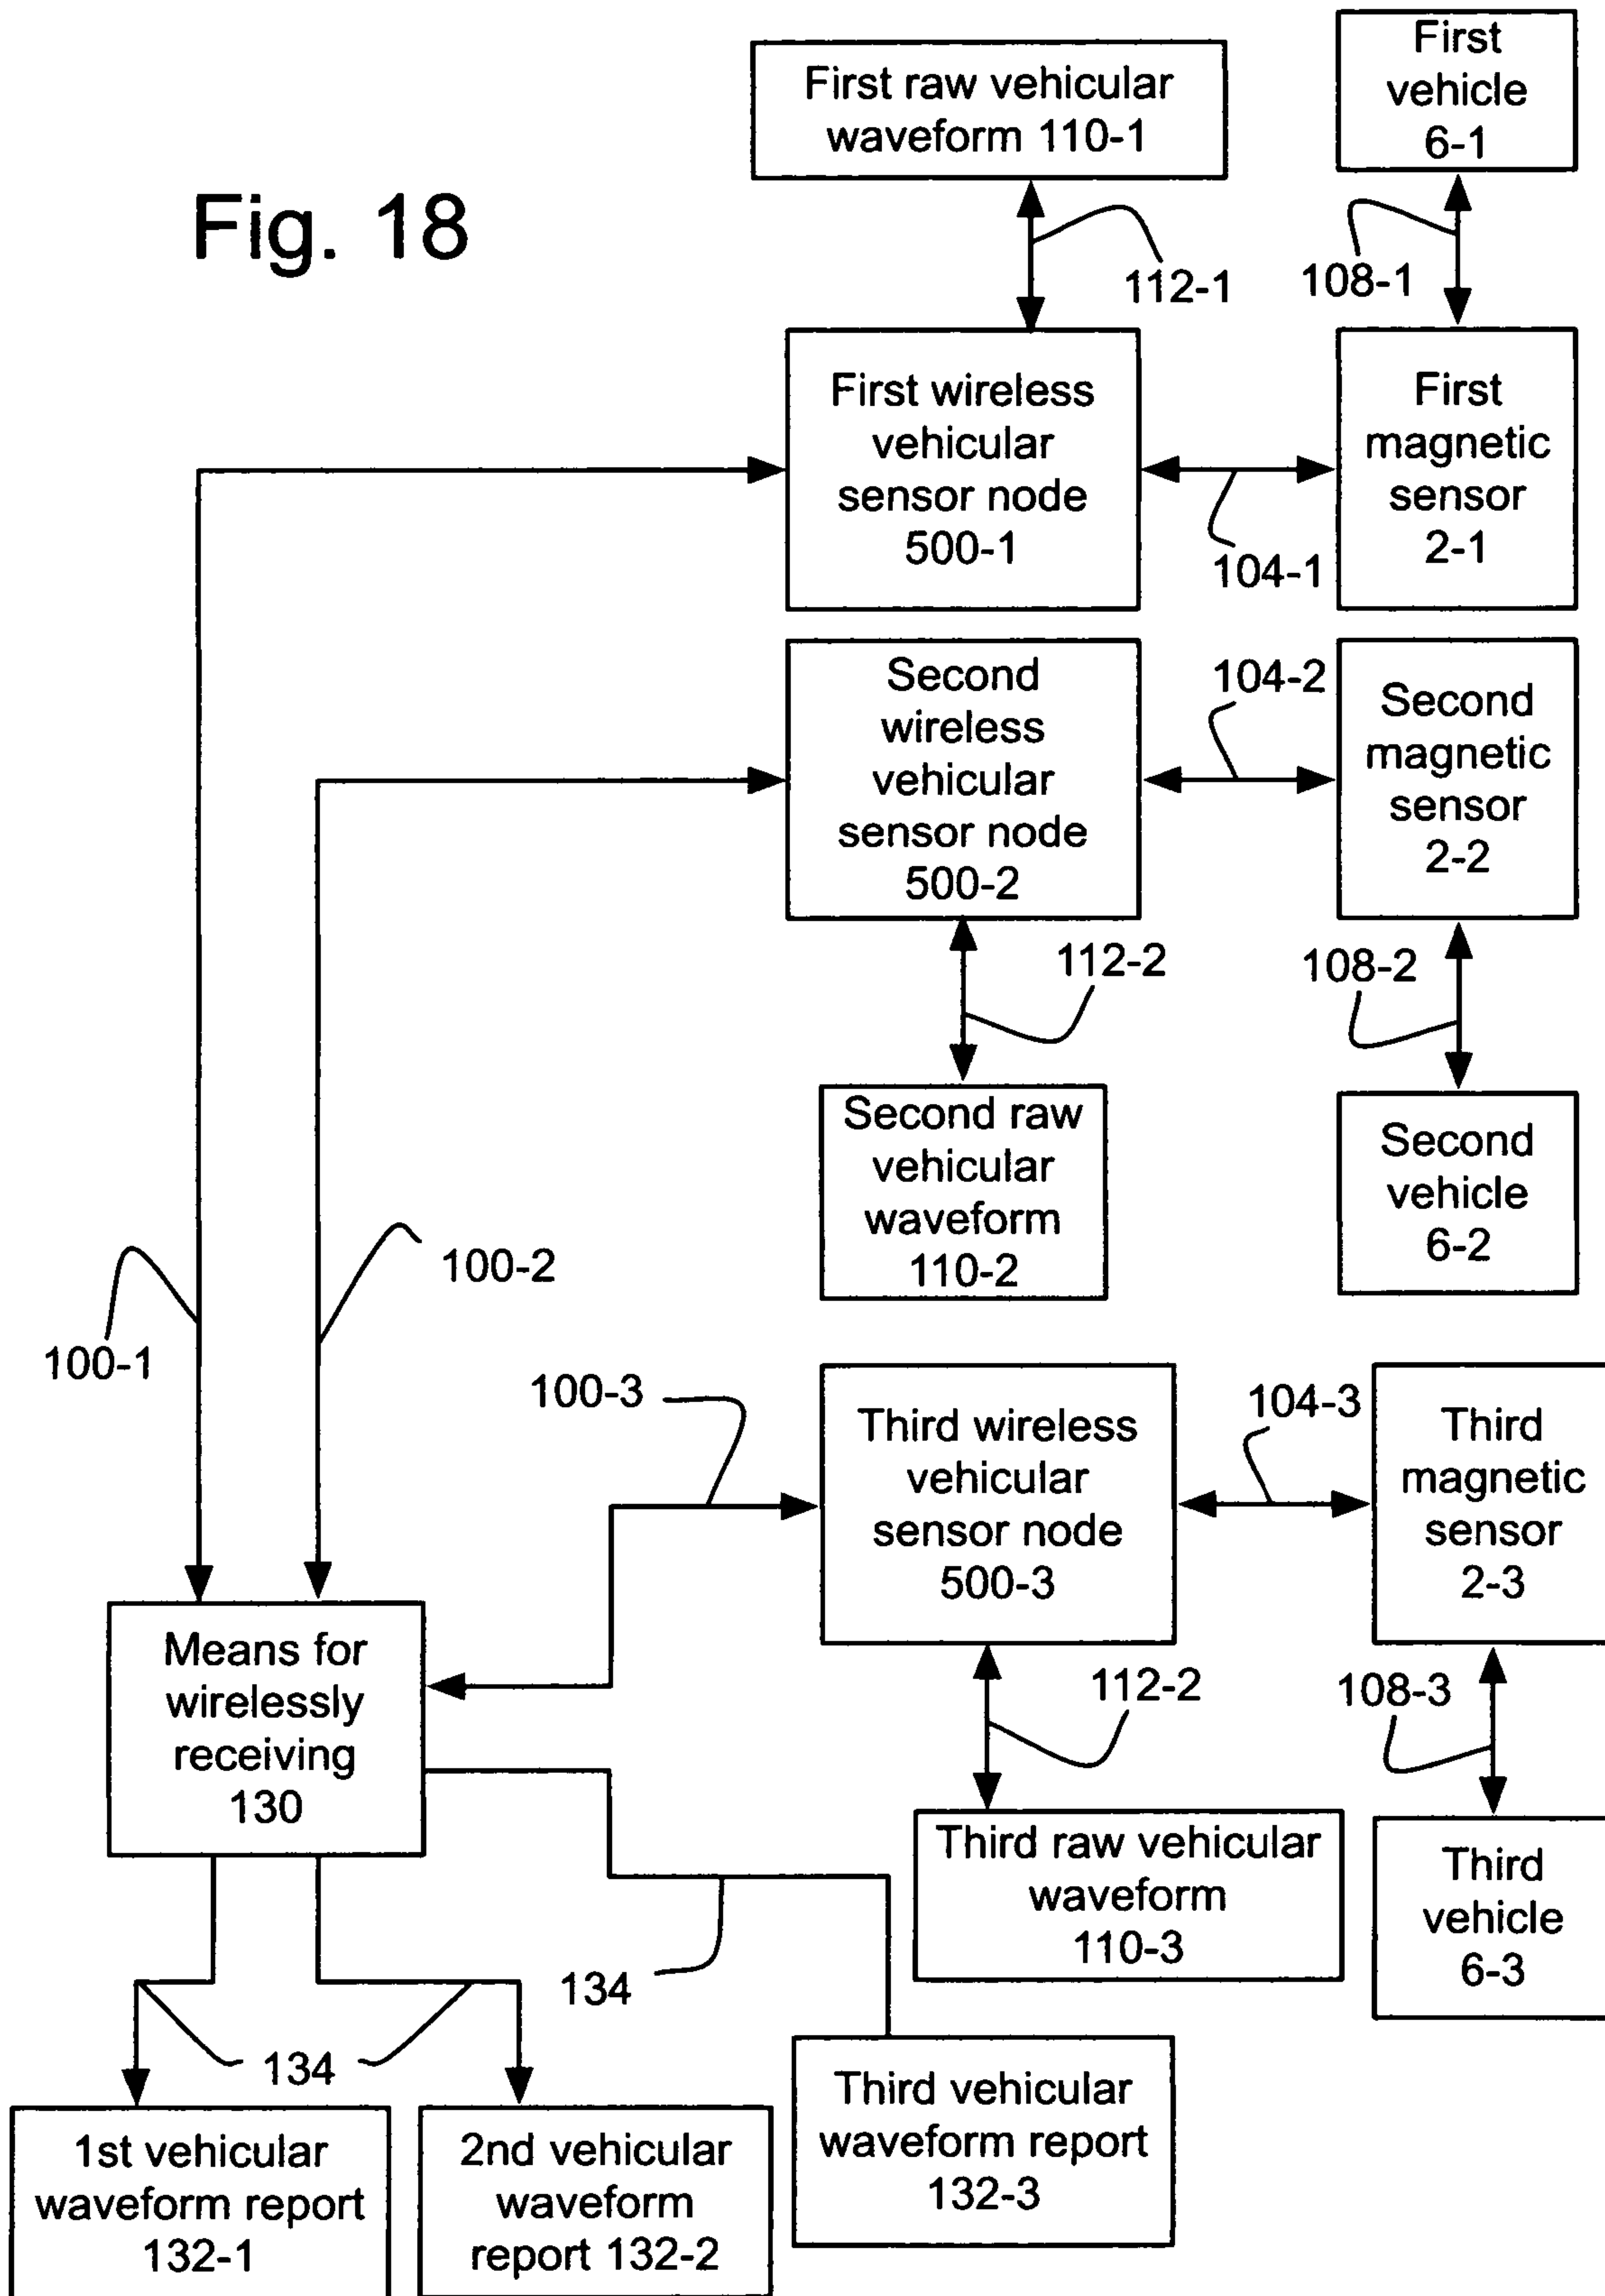 Fig. 18
First raw vehicular
waveform 110-1
First
vehicle
6-1
112-1
108-1
First wireless
vehicular
sensor node
500-1
104-1
First
magnetic
sensor
2-1
Second
wireless
vehicular
sensor node
500-2
104-2
Second
magnetic
sensor
2-2
112-2
108-2
Second raw
vehicular
waveform
110-2
Second
vehicle
6-2
100-1
100-2
100-3
Third wireless
vehicular
sensor node
500-3
104-3
Third
magnetic
sensor
2-3
Means for
wirelessly
receiving
130
112-2
108-3
Third raw vehicular
waveform
110-3
Third
vehicle
6-3
134
134
1st vehicular
waveform report
132-1
2nd vehicular
waveform
report 132-2
Third vehicular
waveform report
132-3